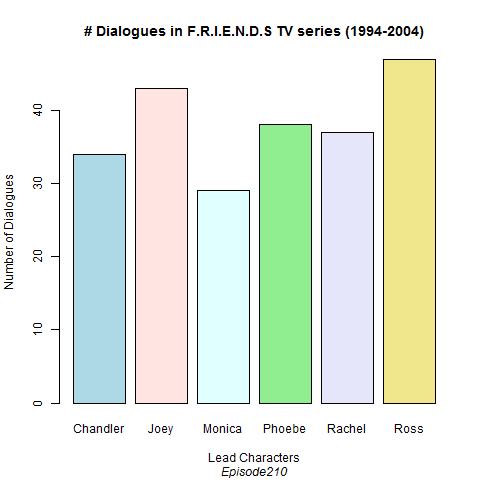 # Dialogues in F.R.I.E.N.D.S TV series (1994-2004)
Number of Dialogues
40
30
20
10
0
Chandler Joey Monica Phoebe Rachel Ross
Lead Characters
Episode210